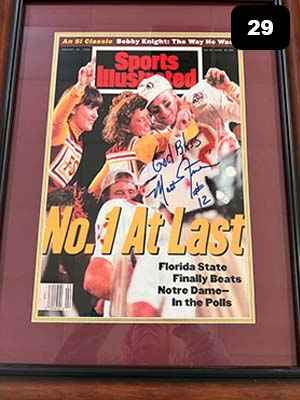 29
An SI Classic Bobby Knight: The Way He Was
Sports
Illustrated
God Bless
#12
No. 1 At Last
Florida State
Finally Beats
Notre Dame—
In the Polls